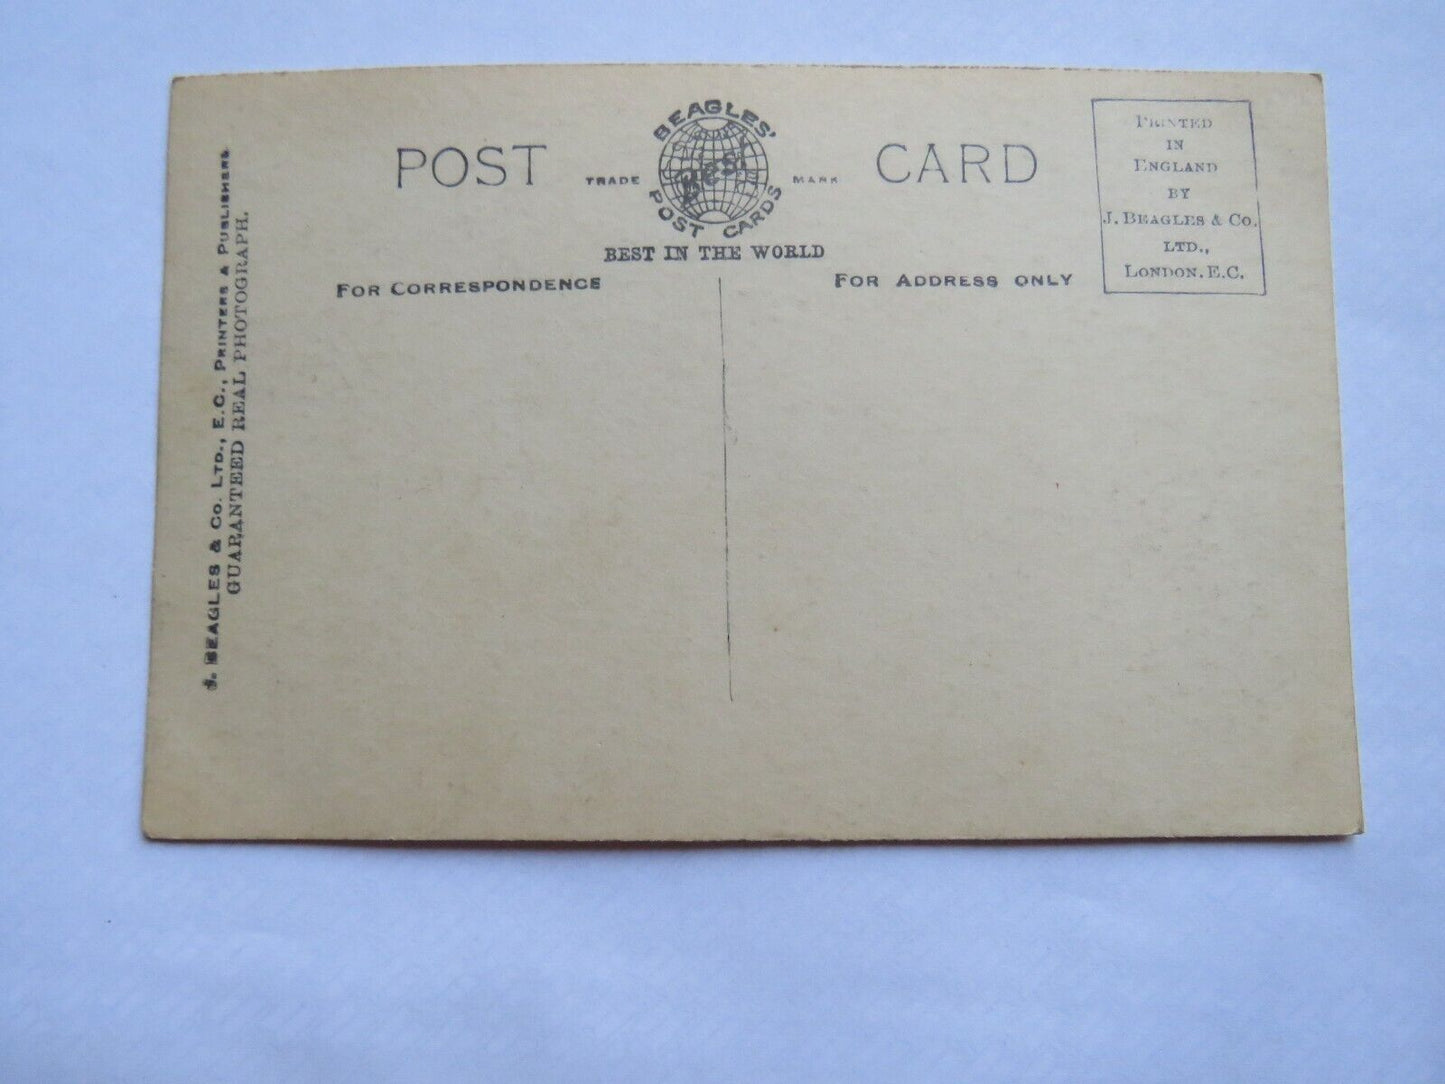 POST CARD
BEAGLES'
POST CARDS
TRADE MARK
BEST IN THE WORLD
FOR CORRESPONDENCE
FOR ADDRESS ONLY
PRINTED
IN
ENGLAND
BY
J. BEAGLES & CO.
LTD.,
LONDON. E.C.
J. BEAGLES & CO. LTD., E.C., PRINTERS & PUBLISHERS
GUARANTEED REAL PHOTOGRAPH.